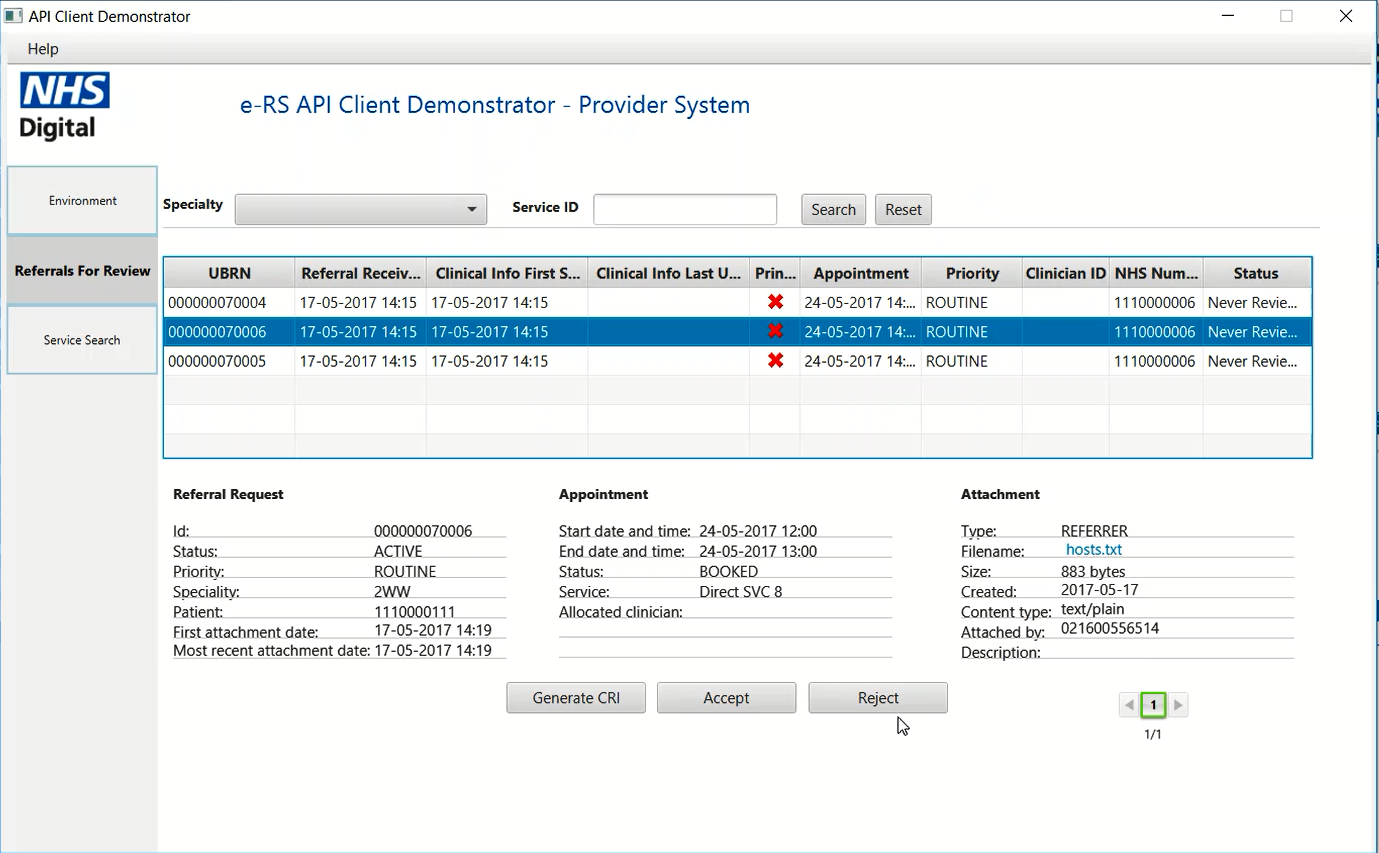 API Client Demonstrator
Help
NHS
Digital
e-RS API Client Demonstrator - Provider System
Environment
Referrals For Review
Service Search
Specialty Service ID Search Reset
UBRN Referral Receiv... Clinical Info First S... Clinical Info Last U... Prin... Appointment Priority Clinician ID NHS Num... Status
000000070004 17-05-2017 14:15 17-05-2017 14:15 24-05-2017 14:... ROUTINE 1110000006 Never Revie...
000000070006 17-05-2017 14:15 17-05-2017 14:15 24-05-2017 14:... ROUTINE 1110000006 Never Revie...
000000070005 17-05-2017 14:15 17-05-2017 14:15 24-05-2017 14:... ROUTINE 1110000006 Never Revie...
Referral Request
Id: 000000070006
Status: ACTIVE
Priority: ROUTINE
Speciality: 2WW
Patient: 1110000111
First attachment date: 17-05-2017 14:19
Most recent attachment date: 17-05-2017 14:19
Appointment
Start date and time: 24-05-2017 12:00
End date and time: 24-05-2017 13:00
Status: BOOKED
Service: Direct SVC 8
Allocated clinician:
Attachment
Type: REFERRER
Filename: hosts.txt
Size: 883 bytes
Created: 2017-05-17
Content type: text/plain
Attached by: 021600556514
Description:
Generate CRI Accept Reject
1
1/1